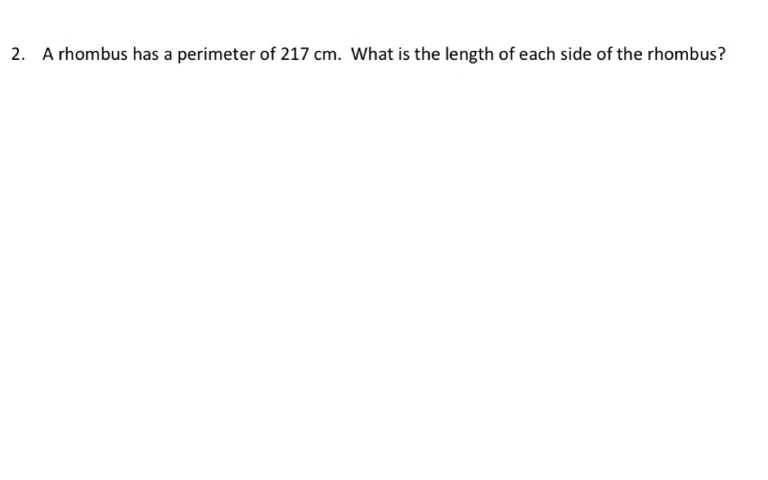 2. A rhombus has a perimeter of 217 cm. What is the length of each side of the rhombus?